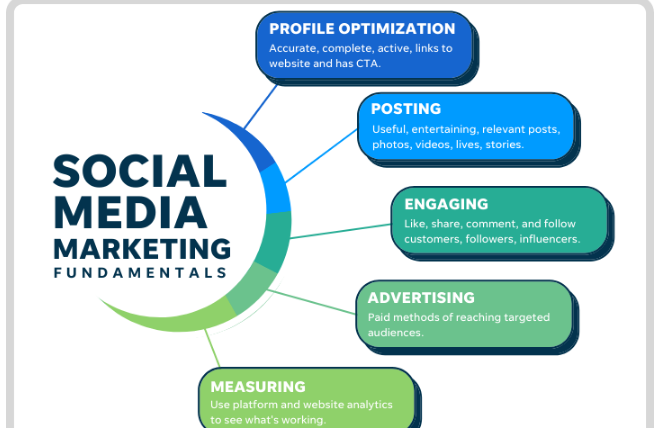 SOCIAL
MEDIA
MARKETING
FUNDAMENTALS
PROFILE OPTIMIZATION
Accurate, complete, active, links to
website and has CTA.
POSTING
Useful, entertaining, relevant posts,
photos, videos, lives, stories.
ENGAGING
Like, share, comment, and follow
customers, followers, influencers.
ADVERTISING
Paid methods of reaching targeted
audiences.
MEASURING
Use platform and website analytics
to see what's working.